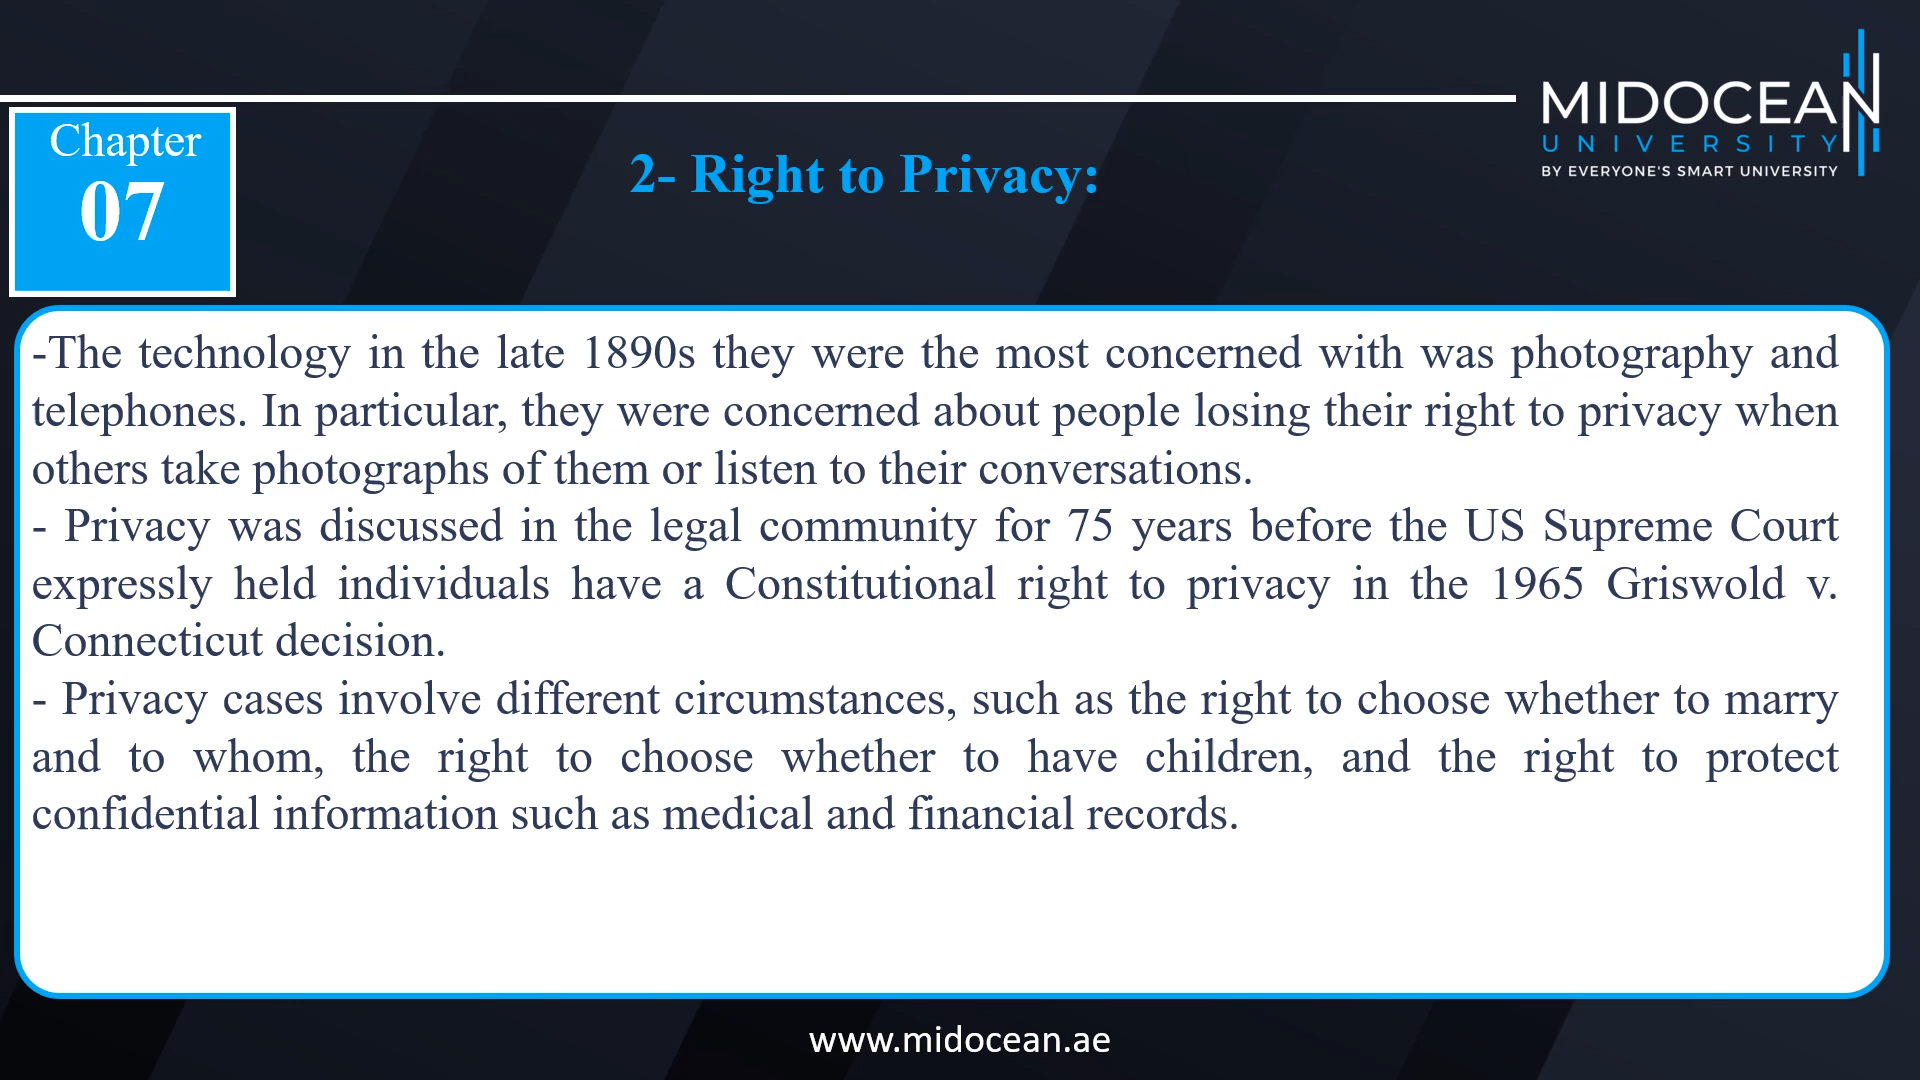 MIDOCEAN
UNIVERSITY
BY EVERYONE'S SMART UNIVERSITY
Chapter
07
2- Right to Privacy:
-The technology in the late 1890s they were the most concerned with was photography and
telephones. In particular, they were concerned about people losing their right to privacy when
others take photographs of them or listen to their conversations.
- Privacy was discussed in the legal community for 75 years before the US Supreme Court
expressly held individuals have a Constitutional right to privacy in the 1965 Griswold v.
Connecticut decision.
- Privacy cases involve different circumstances, such as the right to choose whether to marry
and to whom, the right to choose whether to have children, and the right to protect
confidential information such as medical and financial records.
www.midocean.ae